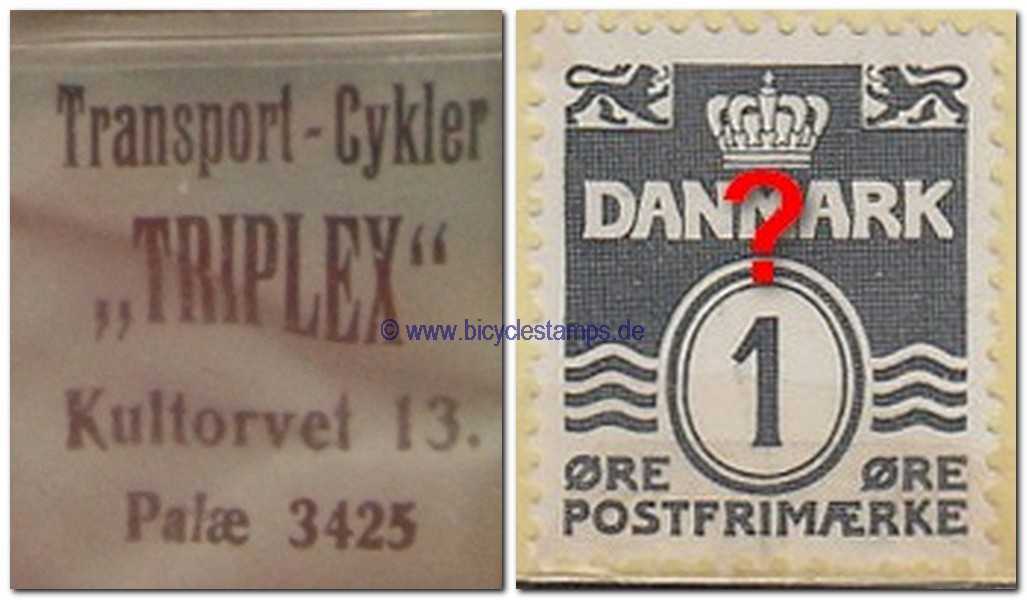 Transport-Cykler
„TRIPLEX“
Kultorvet 13.
Palæ 3425
© www.bicyclestamps.de
DANMARK
?
1
ØRE ØRE
POSTFRIMÆRKE